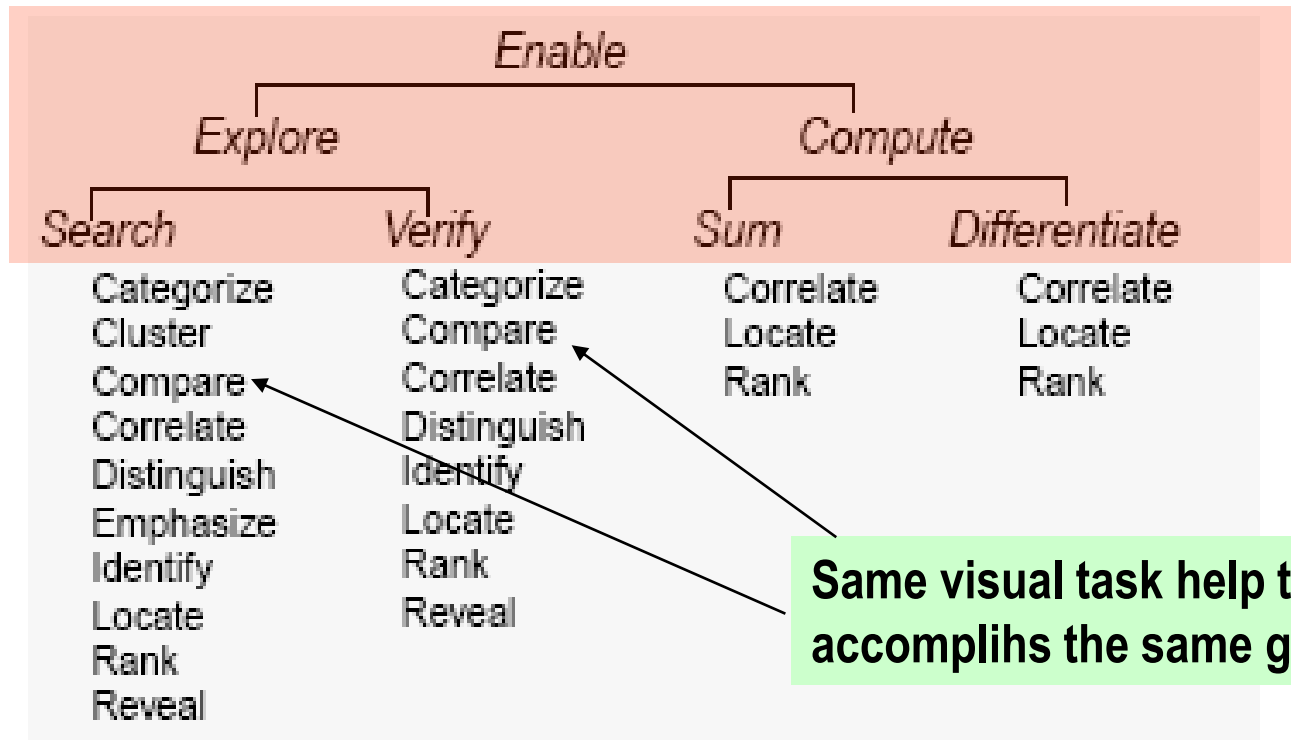 Enable
Explore Compute
Search Verify Sum Differentiate
Categorize Categorize Correlate Correlate
Cluster Compare Locate Locate
Compare Correlate Rank Rank
Correlate Distinguish
Distinguish Identify
Emphasize Locate
Identify Rank
Locate Reveal
Rank
Reveal
Same visual task help t
accomplihs the same g